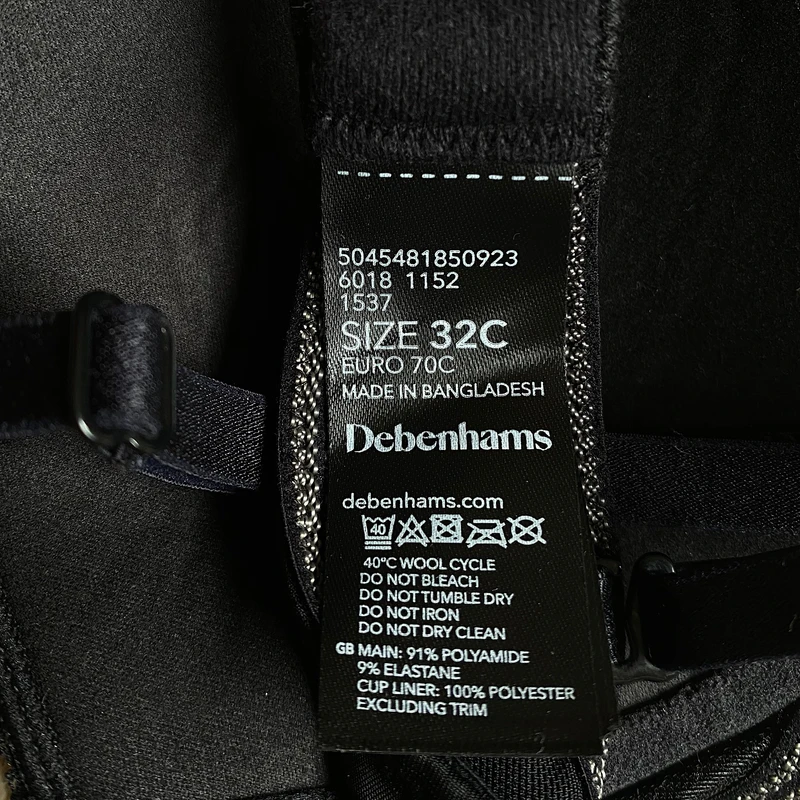 5045481850923
6018 1152
1537
SIZE 32C
EURO 70C
MADE IN BANGLADESH
Debenhams
debenhams.com
40
40°C WOOL CYCLE
DO NOT BLEACH
DO NOT TUMBLE DRY
DO NOT IRON
DO NOT DRY CLEAN
GB MAIN: 91% POLYAMIDE
9% ELASTANE
CUP LINER: 100% POLYESTER
EXCLUDING TRIM